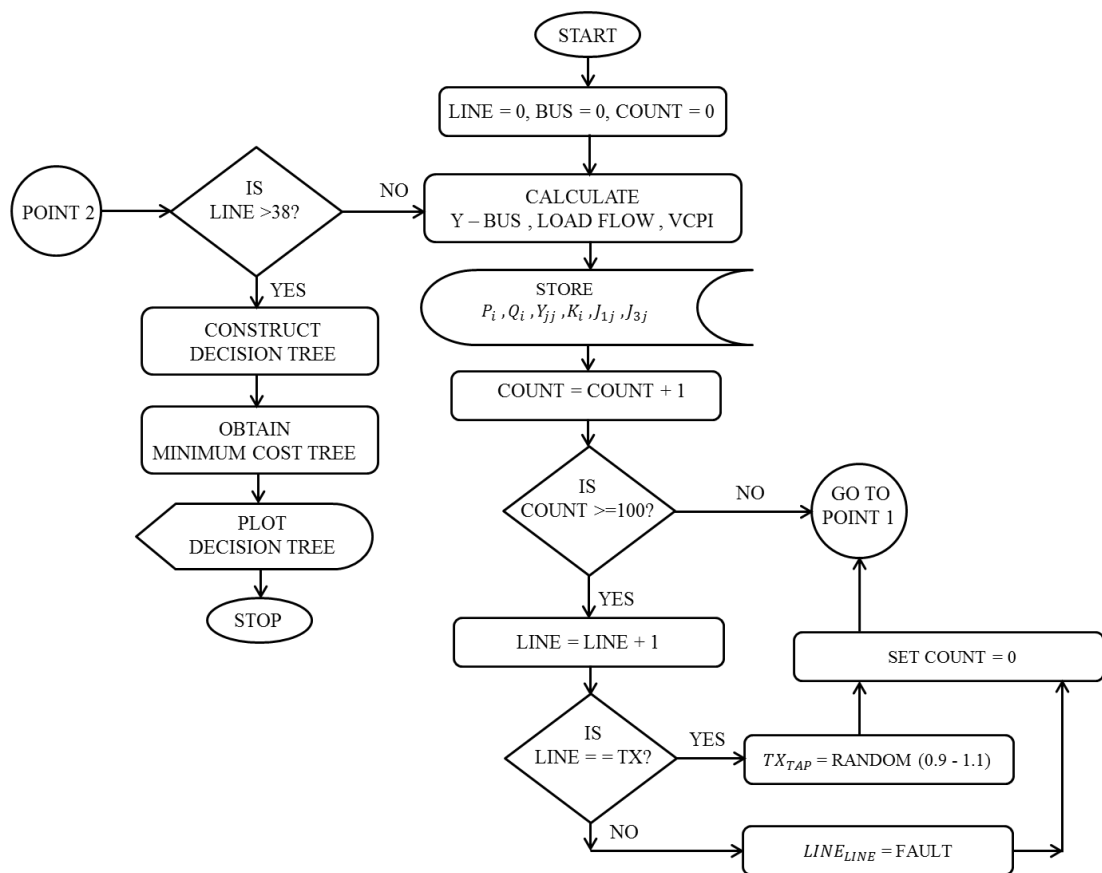 START
LINE = 0, BUS = 0, COUNT = 0
POINT 2
IS
LINE >38?
NO
CALCULATE
Y – BUS , LOAD FLOW , VCPI
YES
STORE
P_i , Q_i , Y_jj , K_i , J_1j , J_3j
CONSTRUCT
DECISION TREE
COUNT = COUNT + 1
OBTAIN
MINIMUM COST TREE
IS
COUNT >=100?
NO
GO TO
POINT 1
PLOT
DECISION TREE
STOP
YES
LINE = LINE + 1
SET COUNT = 0
IS
LINE = = TX?
YES
TX_TAP = RANDOM (0.9 - 1.1)
NO
LINE_LINE = FAULT